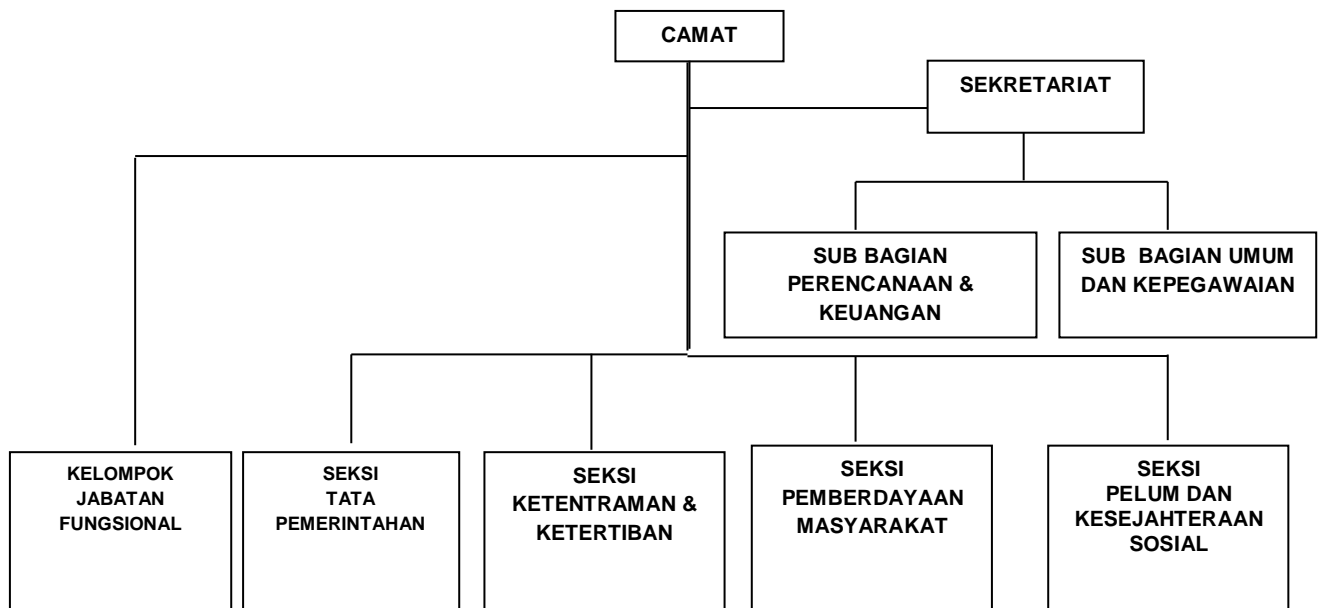 CAMAT
SEKRETARIAT
SUB BAGIAN
PERENCANAAN &
KEUANGAN
SUB BAGIAN UMUM
DAN KEPEGAWAIAN
KELOMPOK
JABATAN
FUNGSIONAL
SEKSI
TATA
PEMERINTAHAN
SEKSI
KETENTRAMAN &
KETERTIBAN
SEKSI
PEMBERDAYAAN
MASYARAKAT
SEKSI
PELUM DAN
KESEJAHTERAAN
SOSIAL